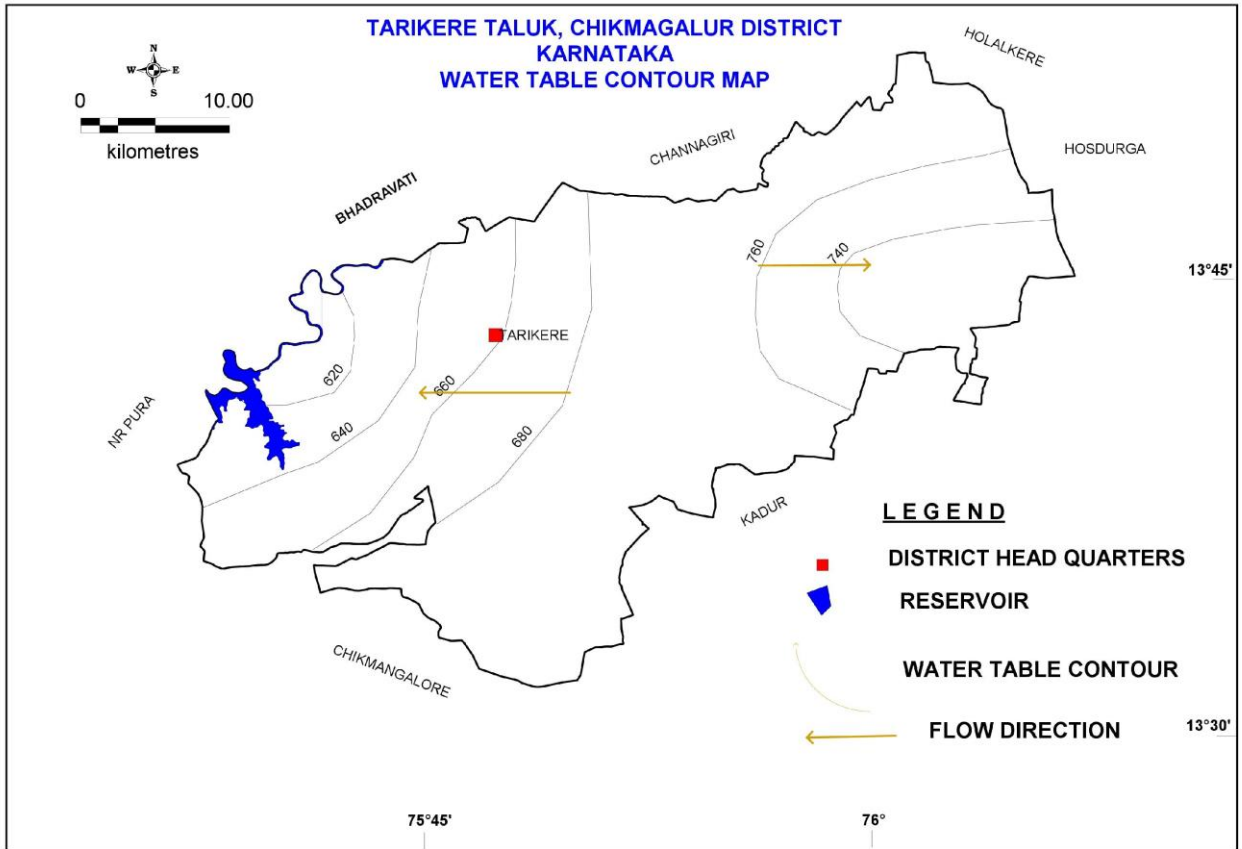 TARIKERE TALUK, CHIKMAGALUR DISTRICT
KARNATAKA
WATER TABLE CONTOUR MAP
N
W E
S
0 10.00
kilometres
HOLALKERE
HOSDURGA
CHANNAGIRI
BHADRAVATI
760
740
13°45'
TARIKERE
620
660
640
680
NR PURA
KADUR
CHIKMANGALORE
LEGEND
DISTRICT HEAD QUARTERS
RESERVOIR
WATER TABLE CONTOUR
FLOW DIRECTION
13°30'
75°45' 76°